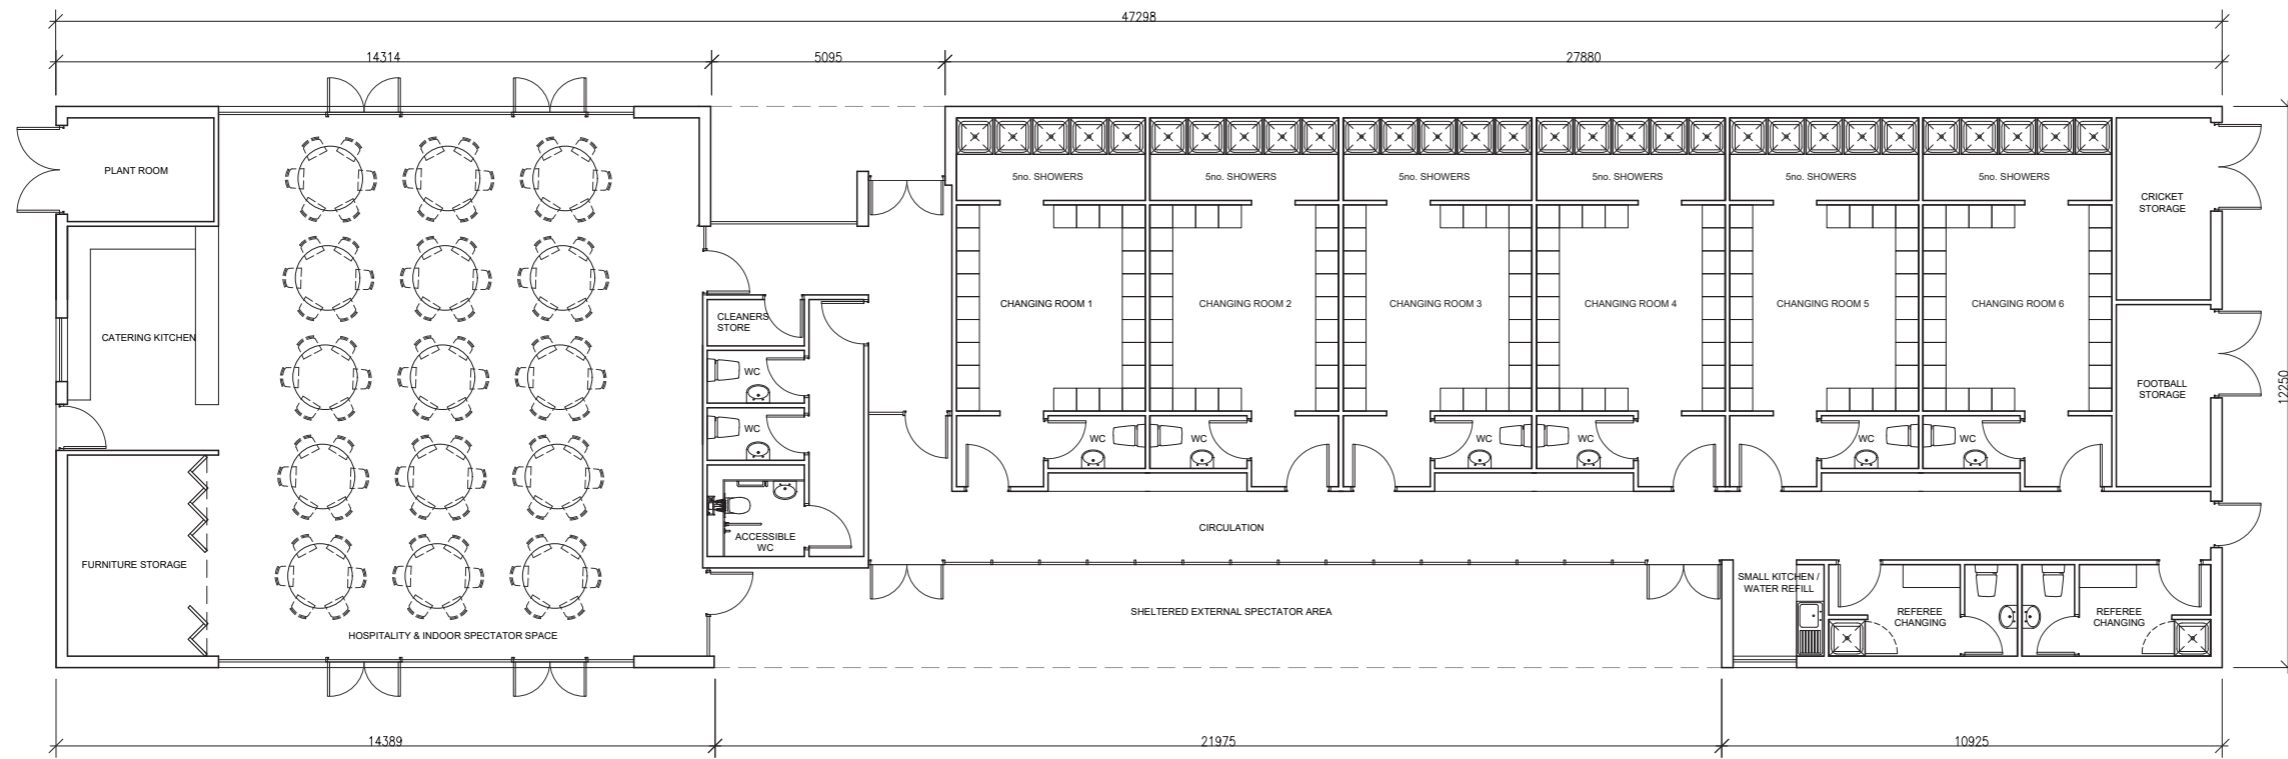 47298
14314
5095
27880
PLANT ROOM
5no. SHOWERS
5no. SHOWERS
5no. SHOWERS
5no. SHOWERS
5no. SHOWERS
5no. SHOWERS
CRICKET
STORAGE
CATERING KITCHEN
CLEANERS
STORE
CHANGING ROOM 1
CHANGING ROOM 2
CHANGING ROOM 3
CHANGING ROOM 4
CHANGING ROOM 5
CHANGING ROOM 6
WC
WC
FOOTBALL
STORAGE
12250
WC
WC
WC
WC
WC
WC
ACCESSIBLE
WC
CIRCULATION
FURNITURE STORAGE
HOSPITALITY & INDOOR SPECTATOR SPACE
SHELTERED EXTERNAL SPECTATOR AREA
SMALL KITCHEN /
WATER REFILL
REFEREE
CHANGING
REFEREE
CHANGING
14389
21975
10925